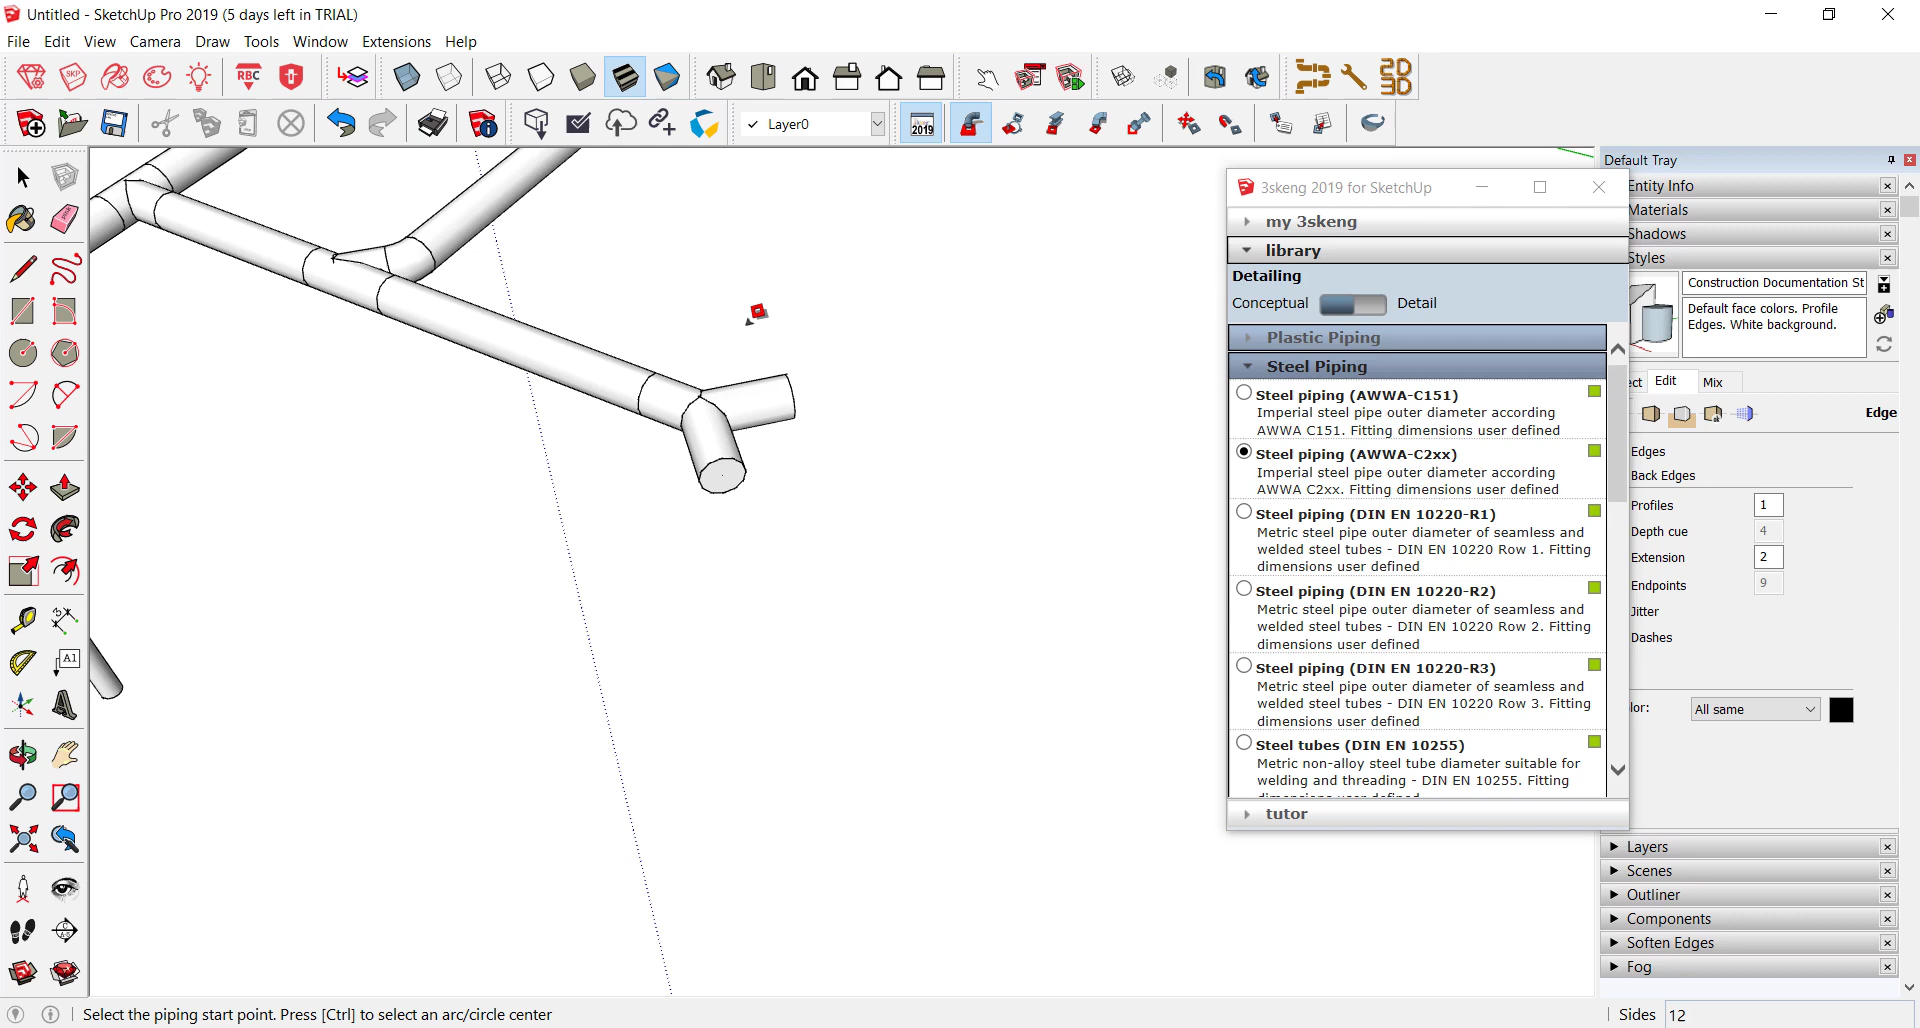 Untitled - SketchUp Pro 2019 (5 days left in TRIAL)
File Edit View Camera Draw Tools Window Extensions Help
SKP
RBC
2D
3D
Layer0
2019
Default Tray
Entity Info
Materials
Shadows
Styles
Construction Documentation St
Default face colors. Profile
Edges. White background.
ct Edit Mix
Edge
Edges
Back Edges
Profiles 1
Depth cue 4
Extension 2
Endpoints 9
Jitter
Dashes
lor: All same
Layers
Scenes
Outliner
Components
Soften Edges
Fog
3skeng 2019 for SketchUp
my 3skeng
library
Detailing
Conceptual Detail
Plastic Piping
Steel Piping
Steel piping (AWWA-C151)
Imperial steel pipe outer diameter according
AWWA C151. Fitting dimensions user defined
Steel piping (AWWA-C2xx)
Imperial steel pipe outer diameter according
AWWA C2xx. Fitting dimensions user defined
Steel piping (DIN EN 10220-R1)
Metric steel pipe outer diameter of seamless and
welded steel tubes - DIN EN 10220 Row 1. Fitting
dimensions user defined
Steel piping (DIN EN 10220-R2)
Metric steel pipe outer diameter of seamless and
welded steel tubes - DIN EN 10220 Row 2. Fitting
dimensions user defined
Steel piping (DIN EN 10220-R3)
Metric steel pipe outer diameter of seamless and
welded steel tubes - DIN EN 10220 Row 3. Fitting
dimensions user defined
Steel tubes (DIN EN 10255)
Metric non-alloy steel tube diameter suitable for
welding and threading - DIN EN 10255. Fitting
dimensions user defined
tutor
A1
Select the piping start point. Press [Ctrl] to select an arc/circle center
Sides 12